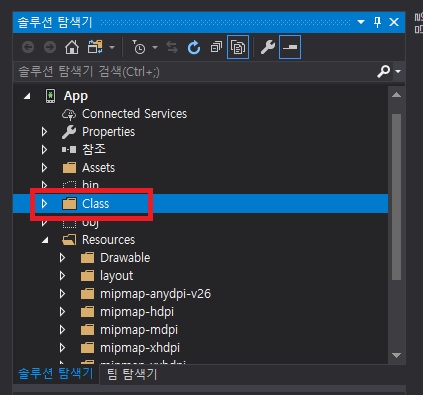 솔루션 탐색기
솔루션 탐색기 검색(Ctrl+;)
App
Connected Services
Properties
참조
Assets
bin
Class
obj
Resources
Drawable
layout
mipmap-anydpi-v26
mipmap-hdpi
mipmap-mdpi
mipmap-xhdpi
mipmap-xxhdpi
솔루션 탐색기 팀 탐색기